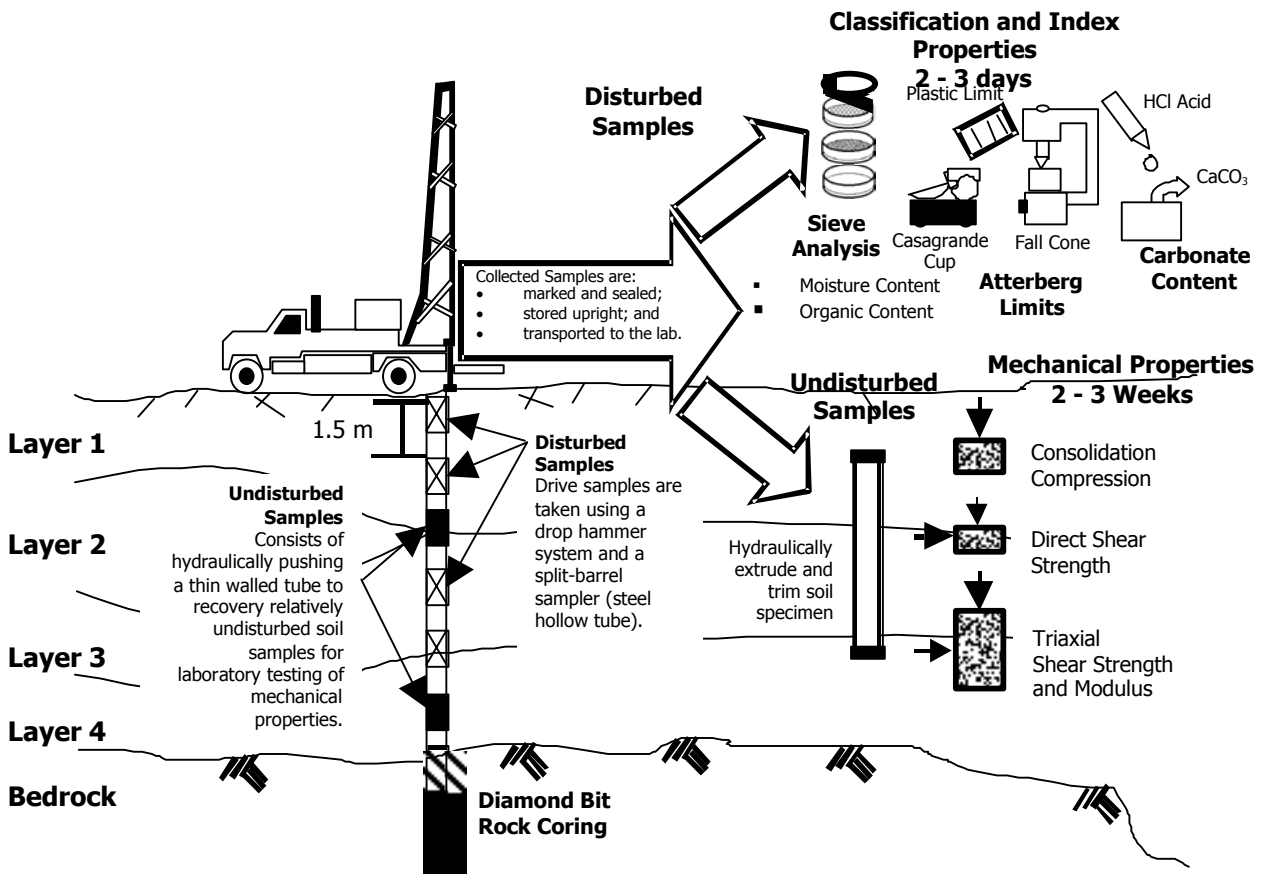 Classification and Index
Properties
2 - 3 days
Disturbed
Samples
Plastic Limit
HCl Acid
CaCO₃
Sieve
Analysis
Casagrande
Cup
Fall Cone
Atterberg
Limits
Carbonate
Content
▪ Moisture Content
▪ Organic Content
Collected Samples are:
• marked and sealed;
• stored upright; and
• transported to the lab.
Mechanical Properties
2 - 3 Weeks
Undisturbed
Samples
1.5 m
Layer 1
Disturbed
Samples
Drive samples are
taken using a
drop hammer
system and a
split-barrel
sampler (steel
hollow tube).
Consolidation
Compression
Undisturbed
Samples
Consists of
hydraulically pushing
a thin walled tube to
recovery relatively
undisturbed soil
samples for
laboratory testing of
mechanical
properties.
Layer 2
Hydraulically
extrude and
trim soil
specimen
Direct Shear
Strength
Layer 3
Triaxial
Shear Strength
and Modulus
Layer 4
Bedrock
Diamond Bit
Rock Coring